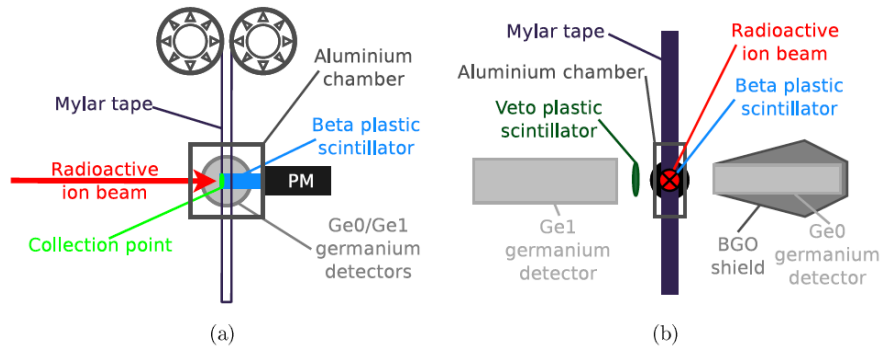 Aluminium
chamber
Mylar tape
Beta plastic
scintillator
Radioactive
ion beam
PM
Collection point
Ge0/Ge1
germanium
detectors
(a)
Mylar tape
Radioactive
ion beam
Aluminium chamber
Beta plastic
scintillator
Veto plastic
scintillator
Ge1
germanium
detector
BGO
shield
Ge0
germanium
detector
(b)